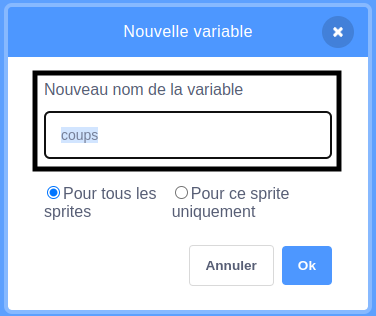 Nouvelle variable
Nouveau nom de la variable
coups
Pour tous les sprites
Pour ce sprite uniquement
Annuler
Ok